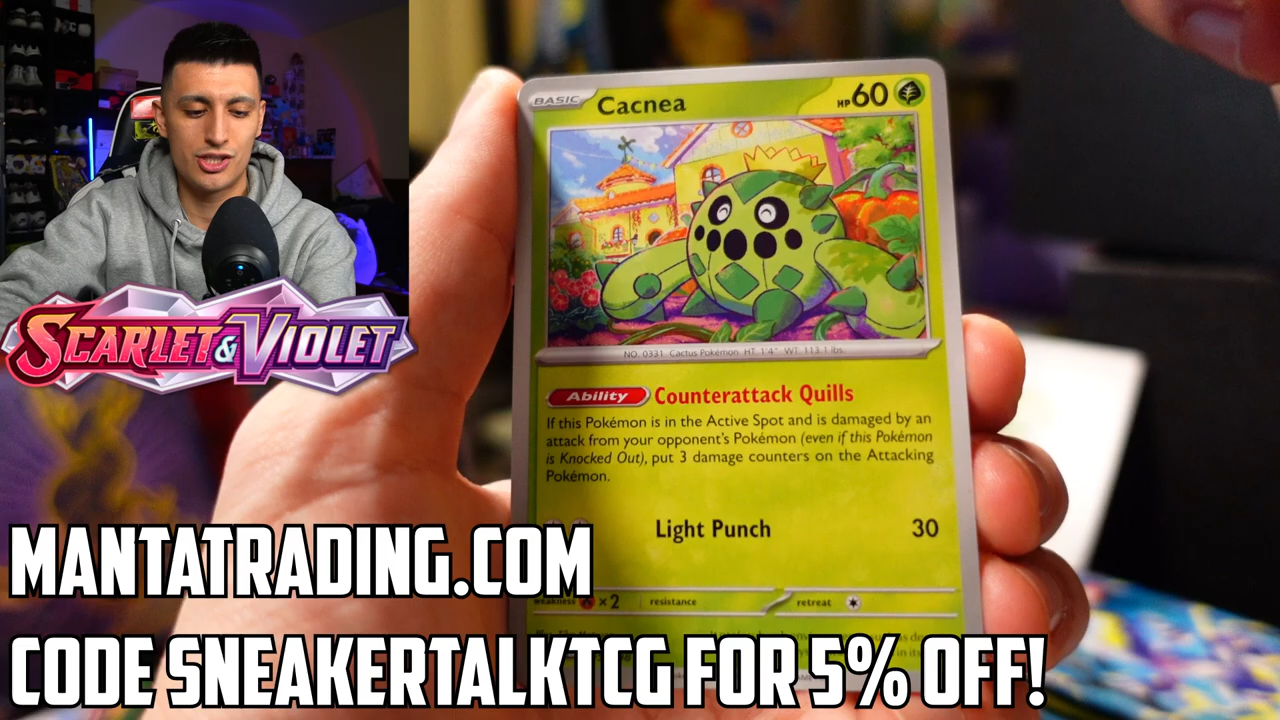 BASIC Cacnea HP 60
NO. 0331 Cactus Pokémon HT: 1'4" WT: 113.1 lbs.
Ability Counterattack Quills
If this Pokémon is in the Active Spot and is damaged by an
attack from your opponent's Pokémon (even if this Pokémon
is Knocked Out), put 3 damage counters on the Attacking
Pokémon.
Light Punch 30
weakness ×2 resistance retreat
SCARLET & VIOLET
MANTATRADING.COM
CODE SNEAKERTALKTCG FOR 5% OFF!